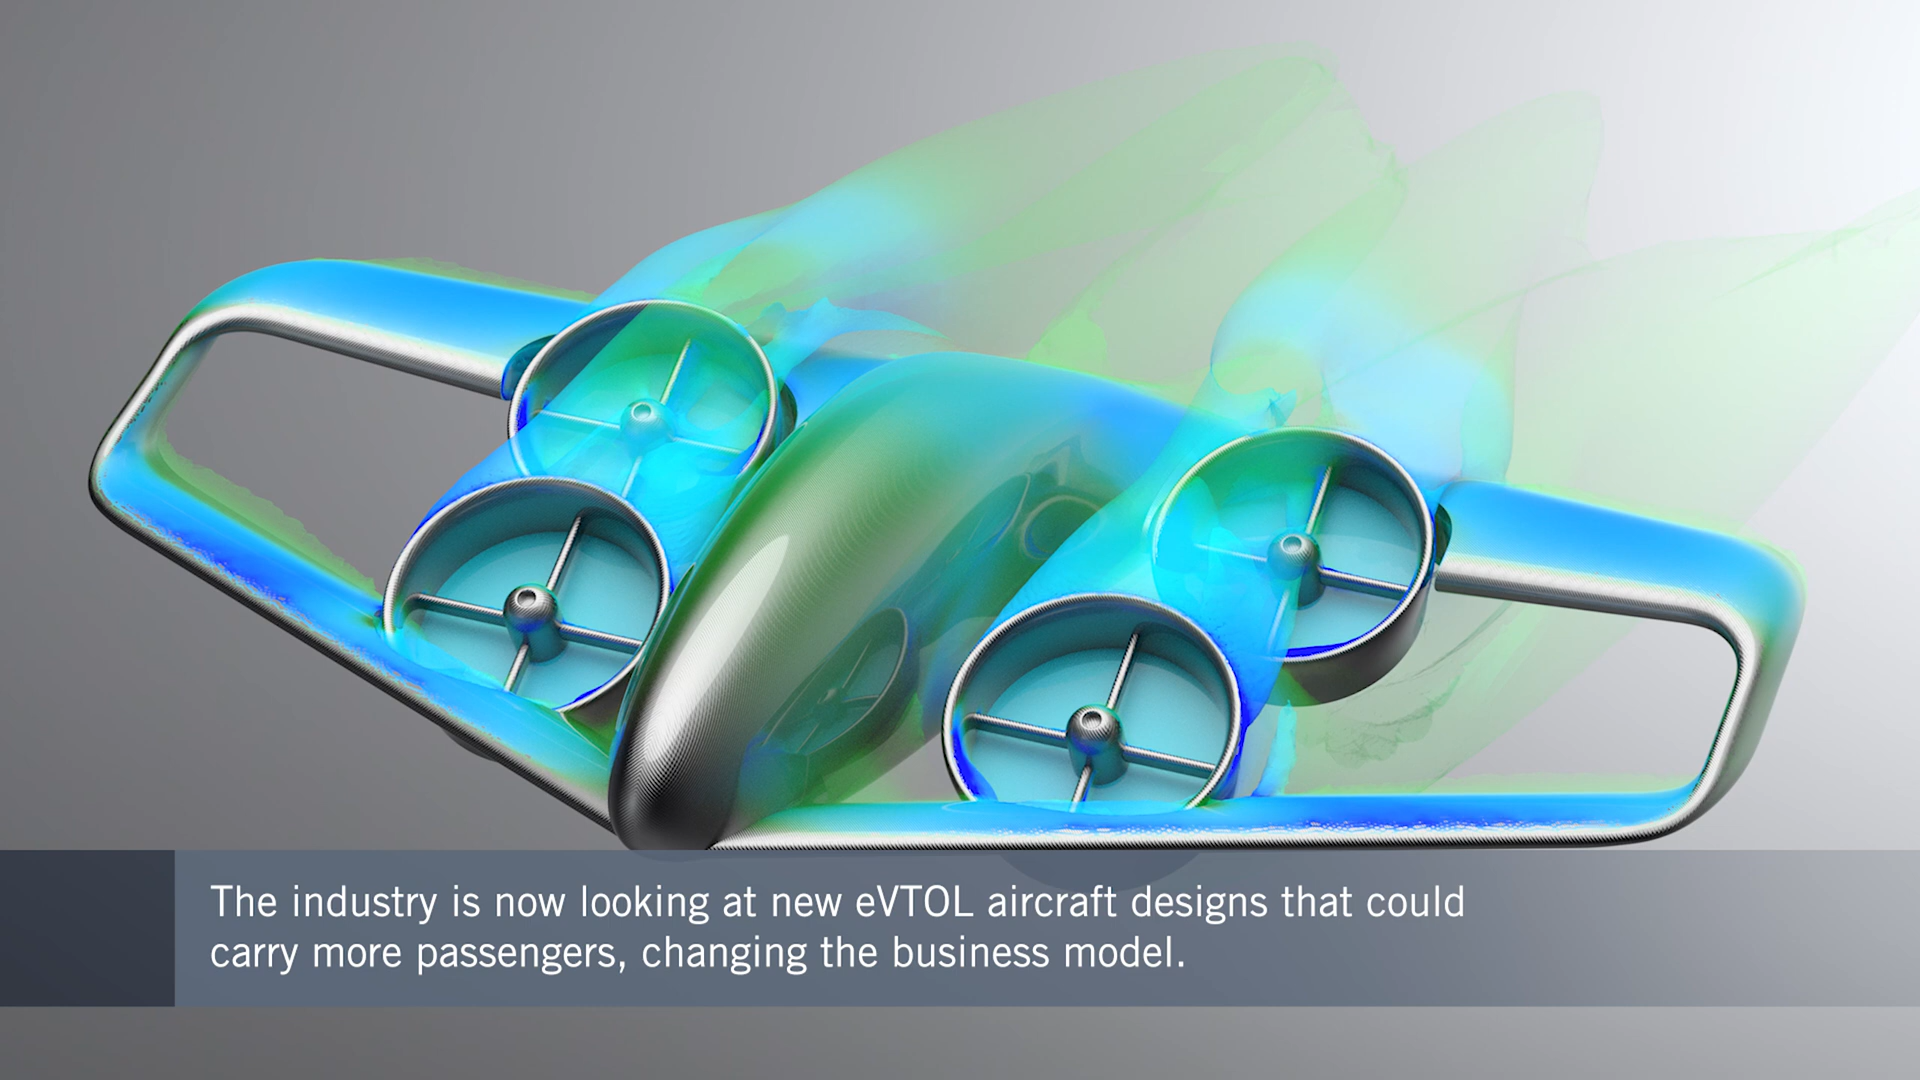 The industry is now looking at new eVTOL aircraft designs that could
carry more passengers, changing the business model.